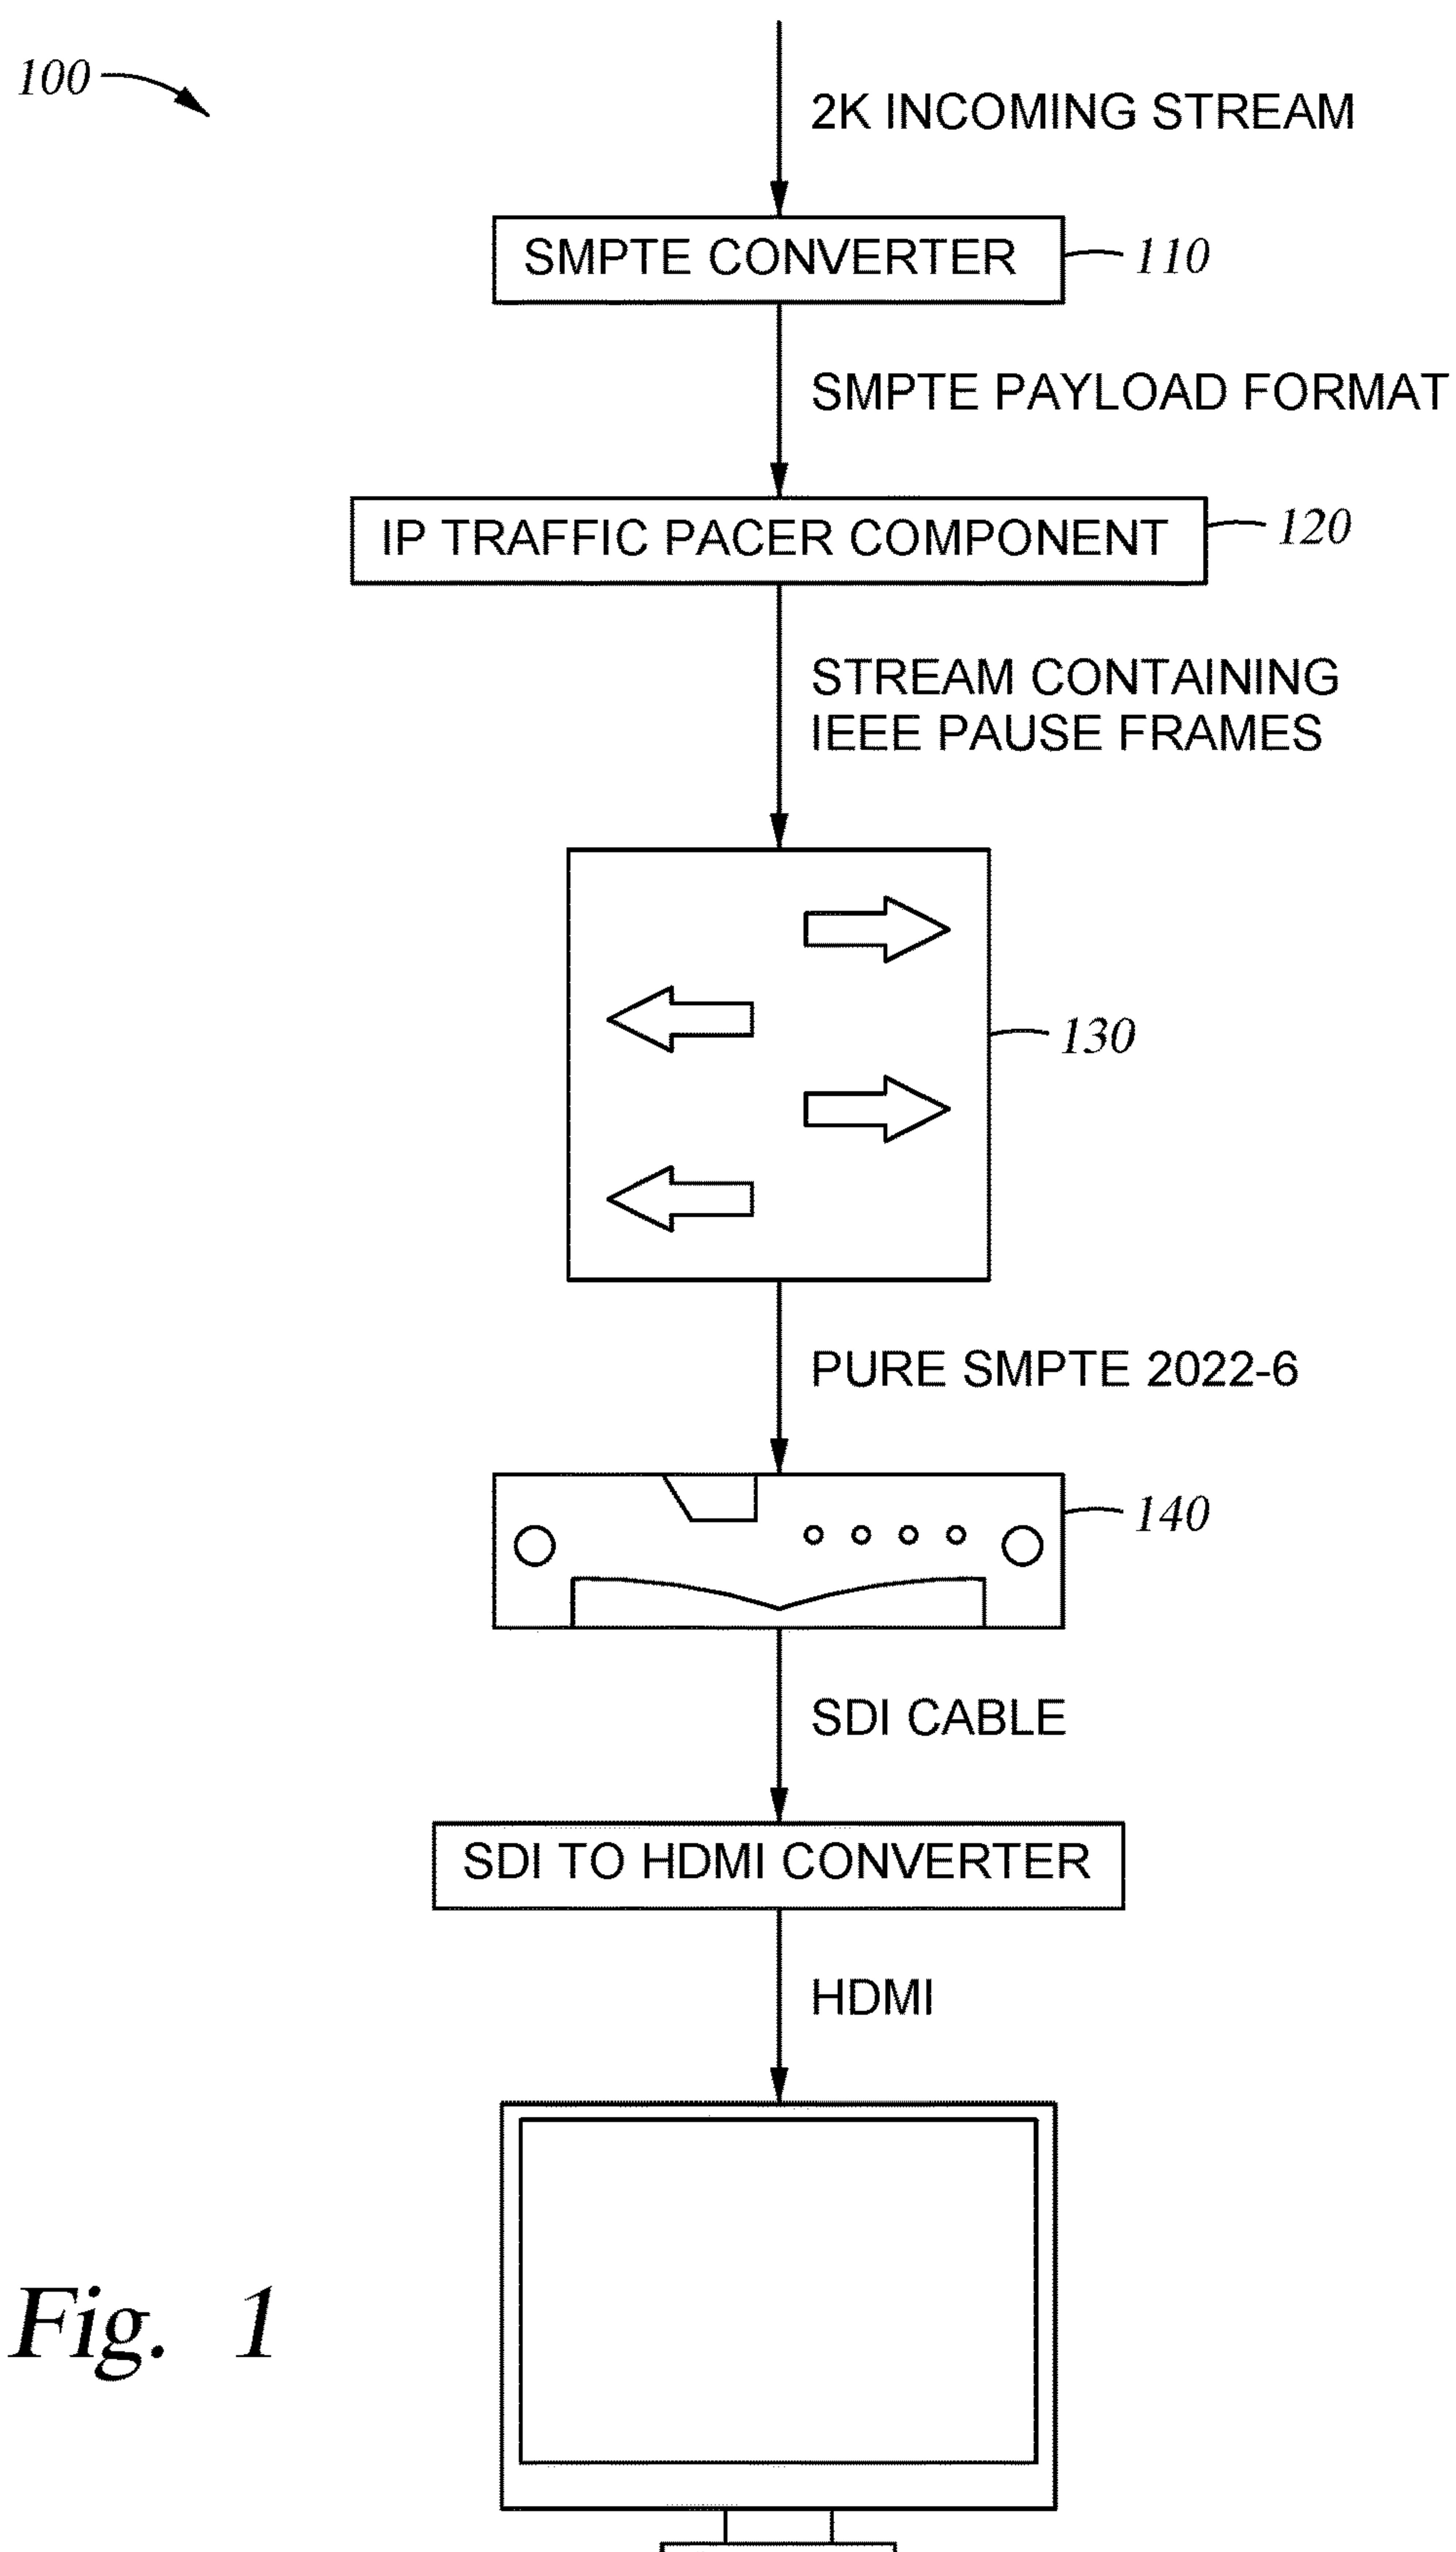 100
2K INCOMING STREAM
SMPTE CONVERTER
110
SMPTE PAYLOAD FORMAT
IP TRAFFIC PACER COMPONENT
120
STREAM CONTAINING
IEEE PAUSE FRAMES
130
PURE SMPTE 2022-6
140
SDI CABLE
SDI TO HDMI CONVERTER
HDMI
Fig. 1